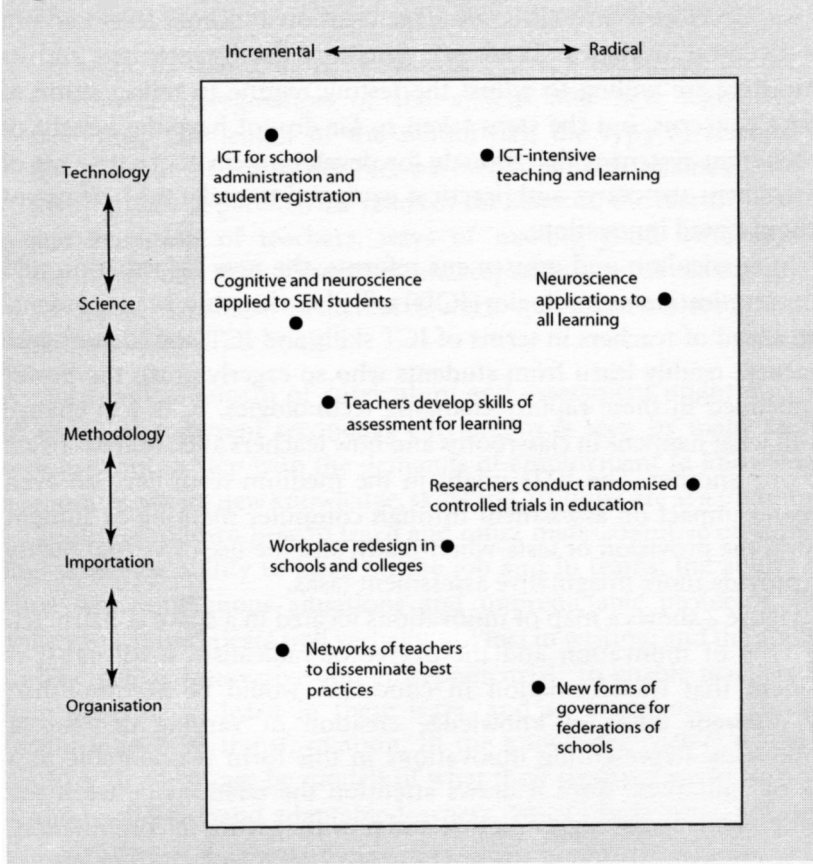 Incremental Radical
Technology
ICT for school
administration and
student registration
ICT-intensive
teaching and learning
Science
Cognitive and neuroscience
applied to SEN students
Neuroscience
applications to
all learning
Methodology
Teachers develop skills of
assessment for learning
Researchers conduct randomised
controlled trials in education
Importation
Workplace redesign in
schools and colleges
Organisation
Networks of teachers
to disseminate best
practices
New forms of
governance for
federations of
schools